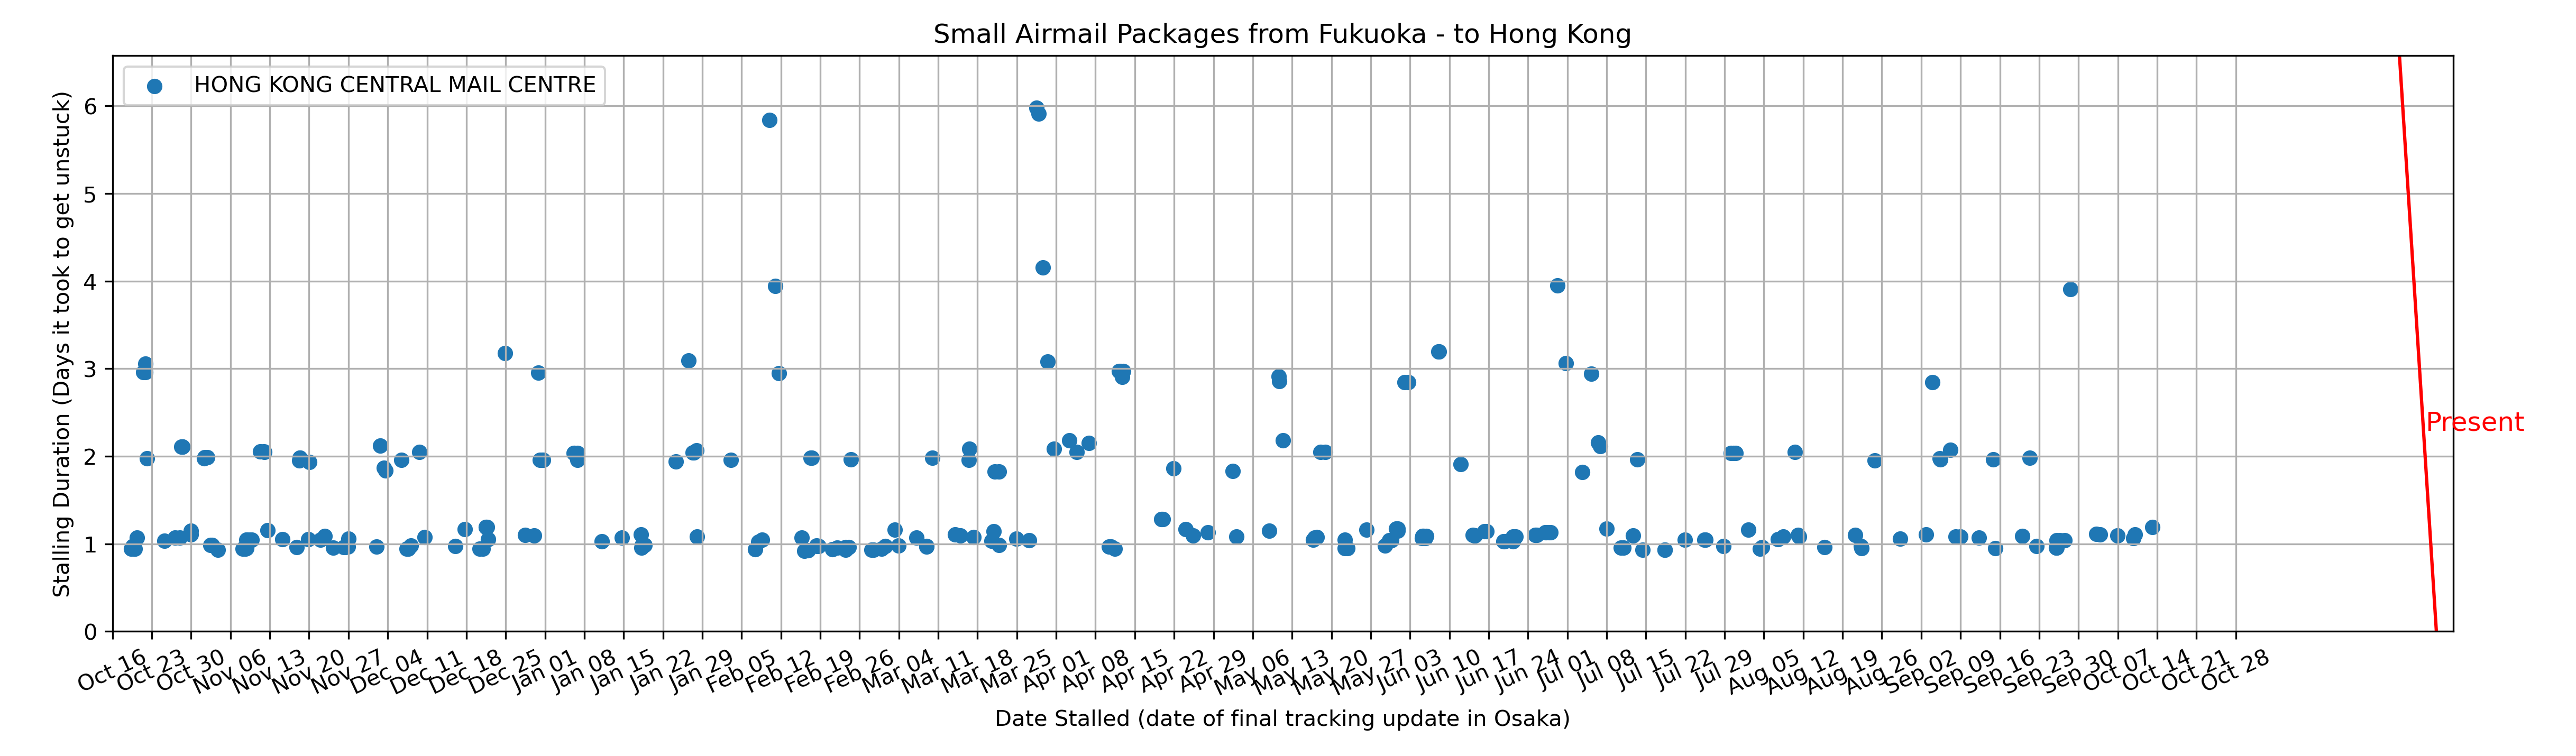 Small Airmail Packages from Fukuoka - to Hong Kong
HONG KONG CENTRAL MAIL CENTRE
Stalling Duration (Days it took to get unstuck)
6
5
4
3
2
1
0
Present
Oct 16
Oct 23
Oct 30
Nov 06
Nov 13
Nov 20
Nov 27
Dec 04
Dec 11
Dec 18
Dec 25
Jan 01
Jan 08
Jan 15
Jan 22
Jan 29
Feb 05
Feb 12
Feb 19
Feb 26
Mar 04
Mar 11
Mar 18
Mar 25
Apr 01
Apr 08
Apr 15
Apr 22
Apr 29
May 06
May 13
May 20
May 27
Jun 03
Jun 10
Jun 17
Jun 24
Jul 01
Jul 08
Jul 15
Jul 22
Jul 29
Aug 05
Aug 12
Aug 19
Aug 26
Sep 02
Sep 09
Sep 16
Sep 23
Sep 30
Oct 07
Oct 14
Oct 21
Oct 28
Date Stalled (date of final tracking update in Osaka)